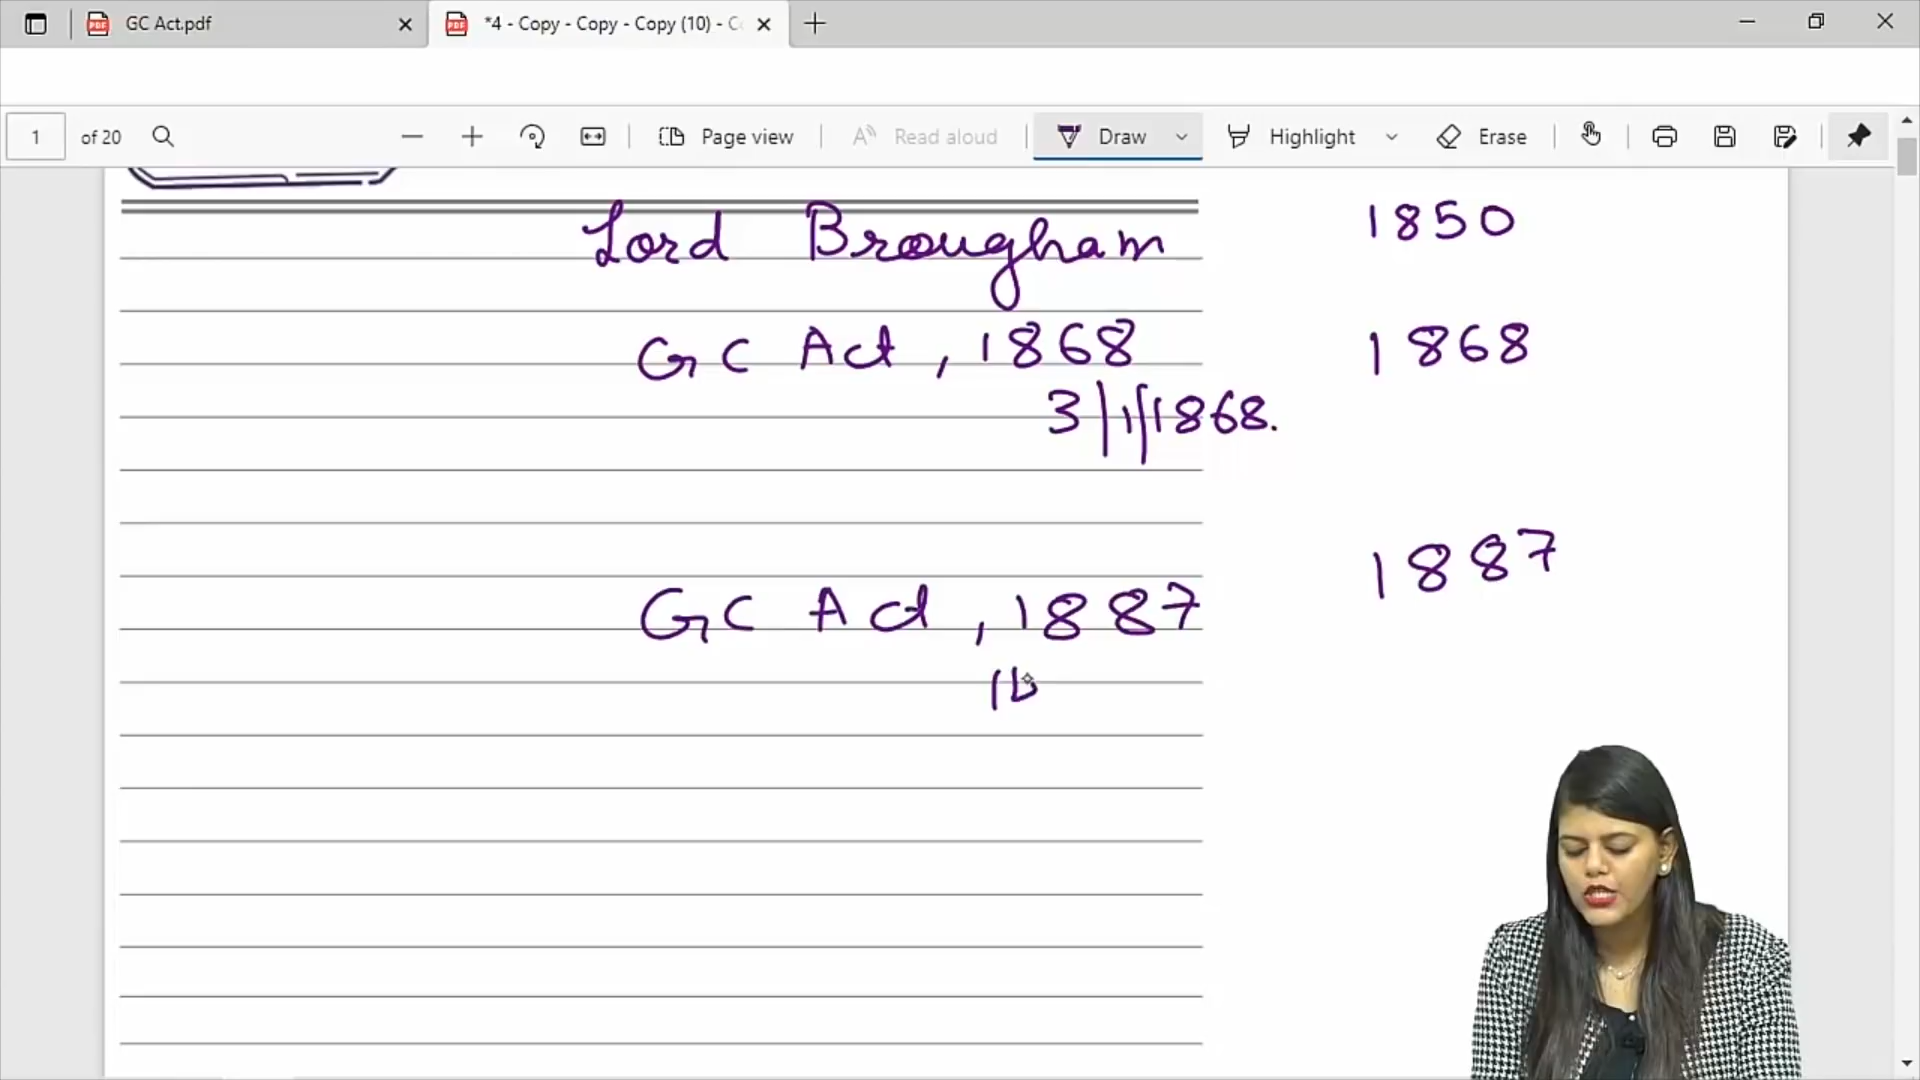 GC Act.pdf
*4 - Copy - Copy - Copy (10) - C
1 of 20 Page view Read aloud Draw Highlight Erase
Lord Brougham 1850
GC Act, 1868 1868
3/1/1868.
1887
GC Act, 1887